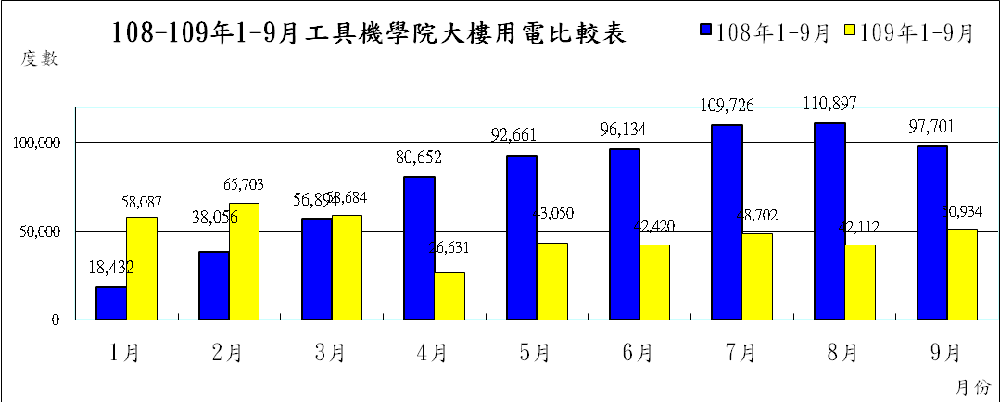 108-109年1-9月工具機學院大樓用電比較表
108年1-9月 109年1-9月
度數
100,000
50,000
0
18,432 38,056 56,894 80,652 92,661 96,134 109,726 110,897 97,701
58,087 65,703 58,684 26,631 43,050 42,420 48,702 42,112 50,934
1月 2月 3月 4月 5月 6月 7月 8月 9月
月份